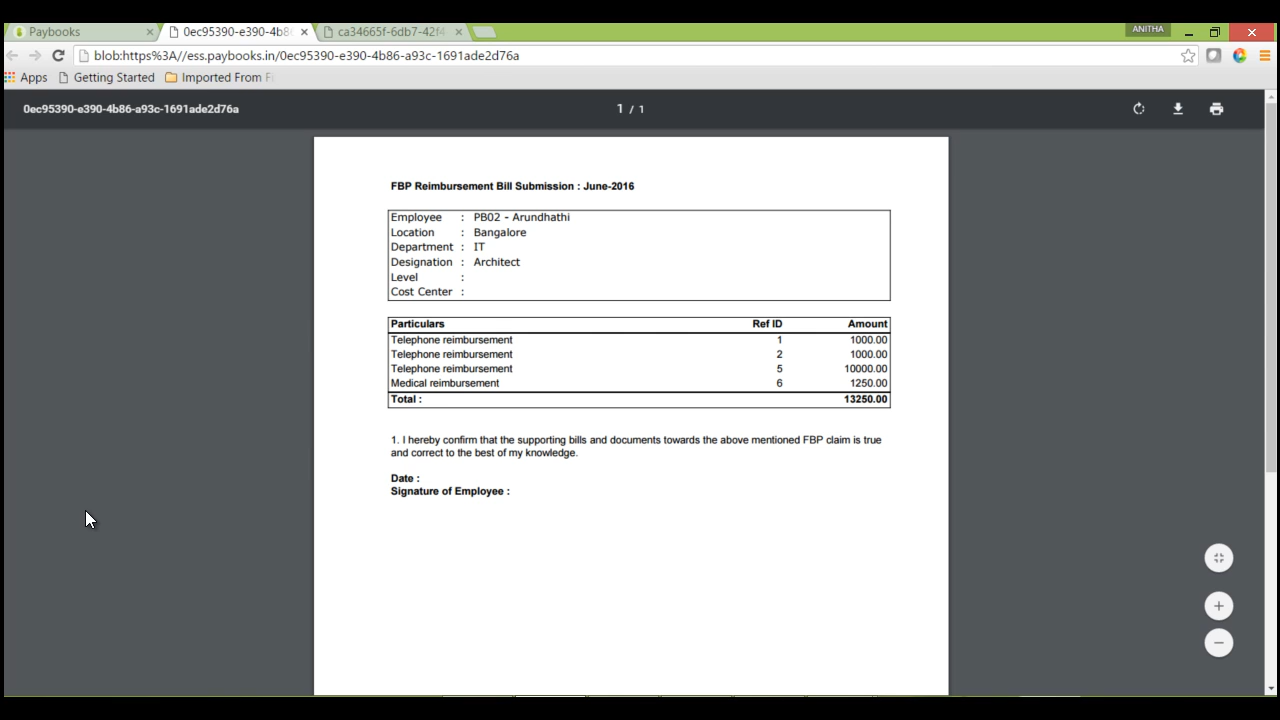 Paybooks
0ec95390-e390-4b8
ca34665f-6db7-42f4
ANITHA
blob:https%3A//ess.paybooks.in/0ec95390-e390-4b86-a93c-1691ade2d76a
Apps Getting Started Imported From Fi
0ec95390-e390-4b86-a93c-1691ade2d76a 1 / 1
FBP Reimbursement Bill Submission : June-2016
Employee : PB02 - Arundhathi
Location : Bangalore
Department : IT
Designation : Architect
Level :
Cost Center :
Particulars Ref ID Amount
Telephone reimbursement 1 1000.00
Telephone reimbursement 2 1000.00
Telephone reimbursement 5 10000.00
Medical reimbursement 6 1250.00
Total : 13250.00
1. I hereby confirm that the supporting bills and documents towards the above mentioned FBP claim is true
and correct to the best of my knowledge.
Date :
Signature of Employee :